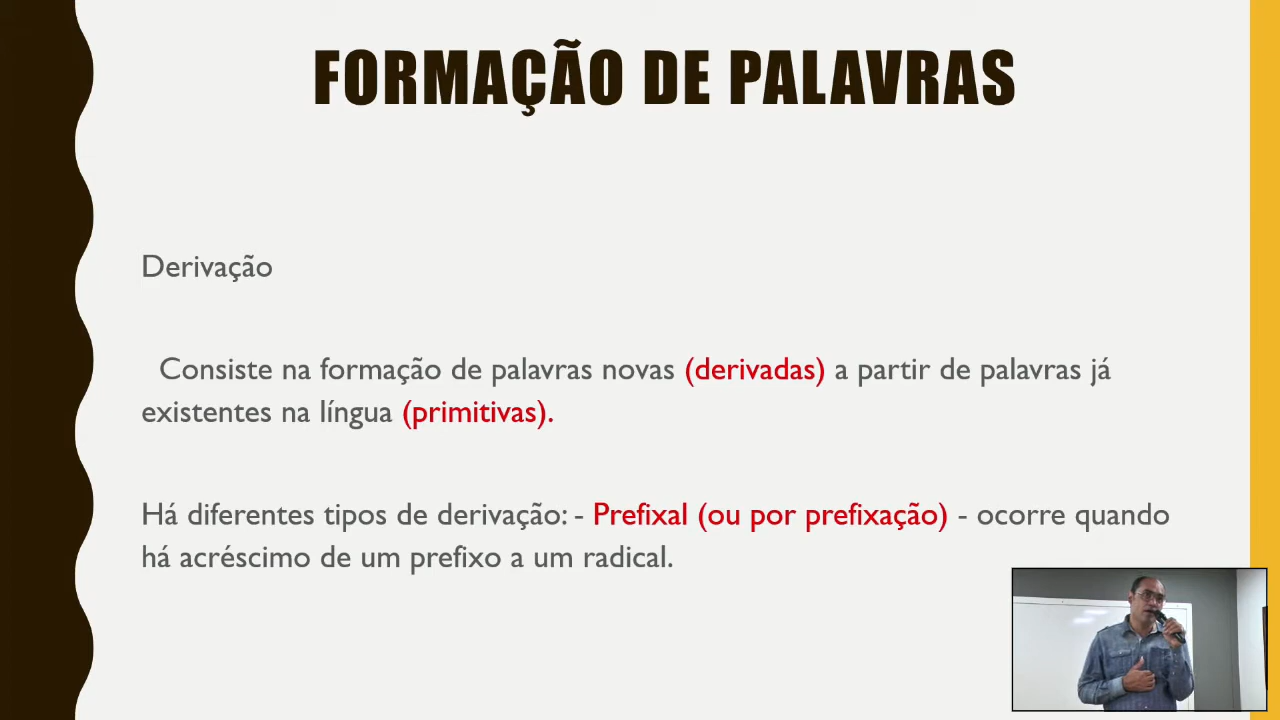 FORMAÇÃO DE PALAVRAS
Derivação
Consiste na formação de palavras novas (derivadas) a partir de palavras já
existentes na língua (primitivas).
Há diferentes tipos de derivação: - Prefixal (ou por prefixação) - ocorre quando
há acréscimo de um prefixo a um radical.